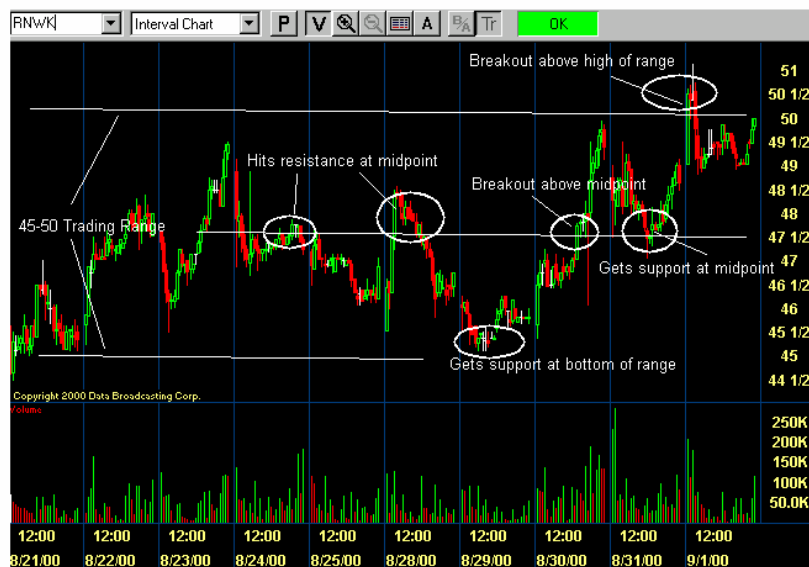 RNWK Interval Chart P V A B/A Tr OK
Breakout above high of range
Hits resistance at midpoint
Breakout above midpoint
45-50 Trading Range
Gets support at midpoint
Gets support at bottom of range
51
50 1/2
50
49 1/2
49
48 1/2
48
47 1/2
47
46 1/2
46
45 1/2
45
44 1/2
Copyright 2000 Data Broadcasting Corp.
Volume
250K
200K
150K
100K
50.0K
12:00 12:00 12:00 12:00 12:00 12:00 12:00 12:00 12:00 12:00
8/21/00 8/22/00 8/23/00 8/24/00 8/25/00 8/28/00 8/29/00 8/30/00 8/31/00 9/1/00